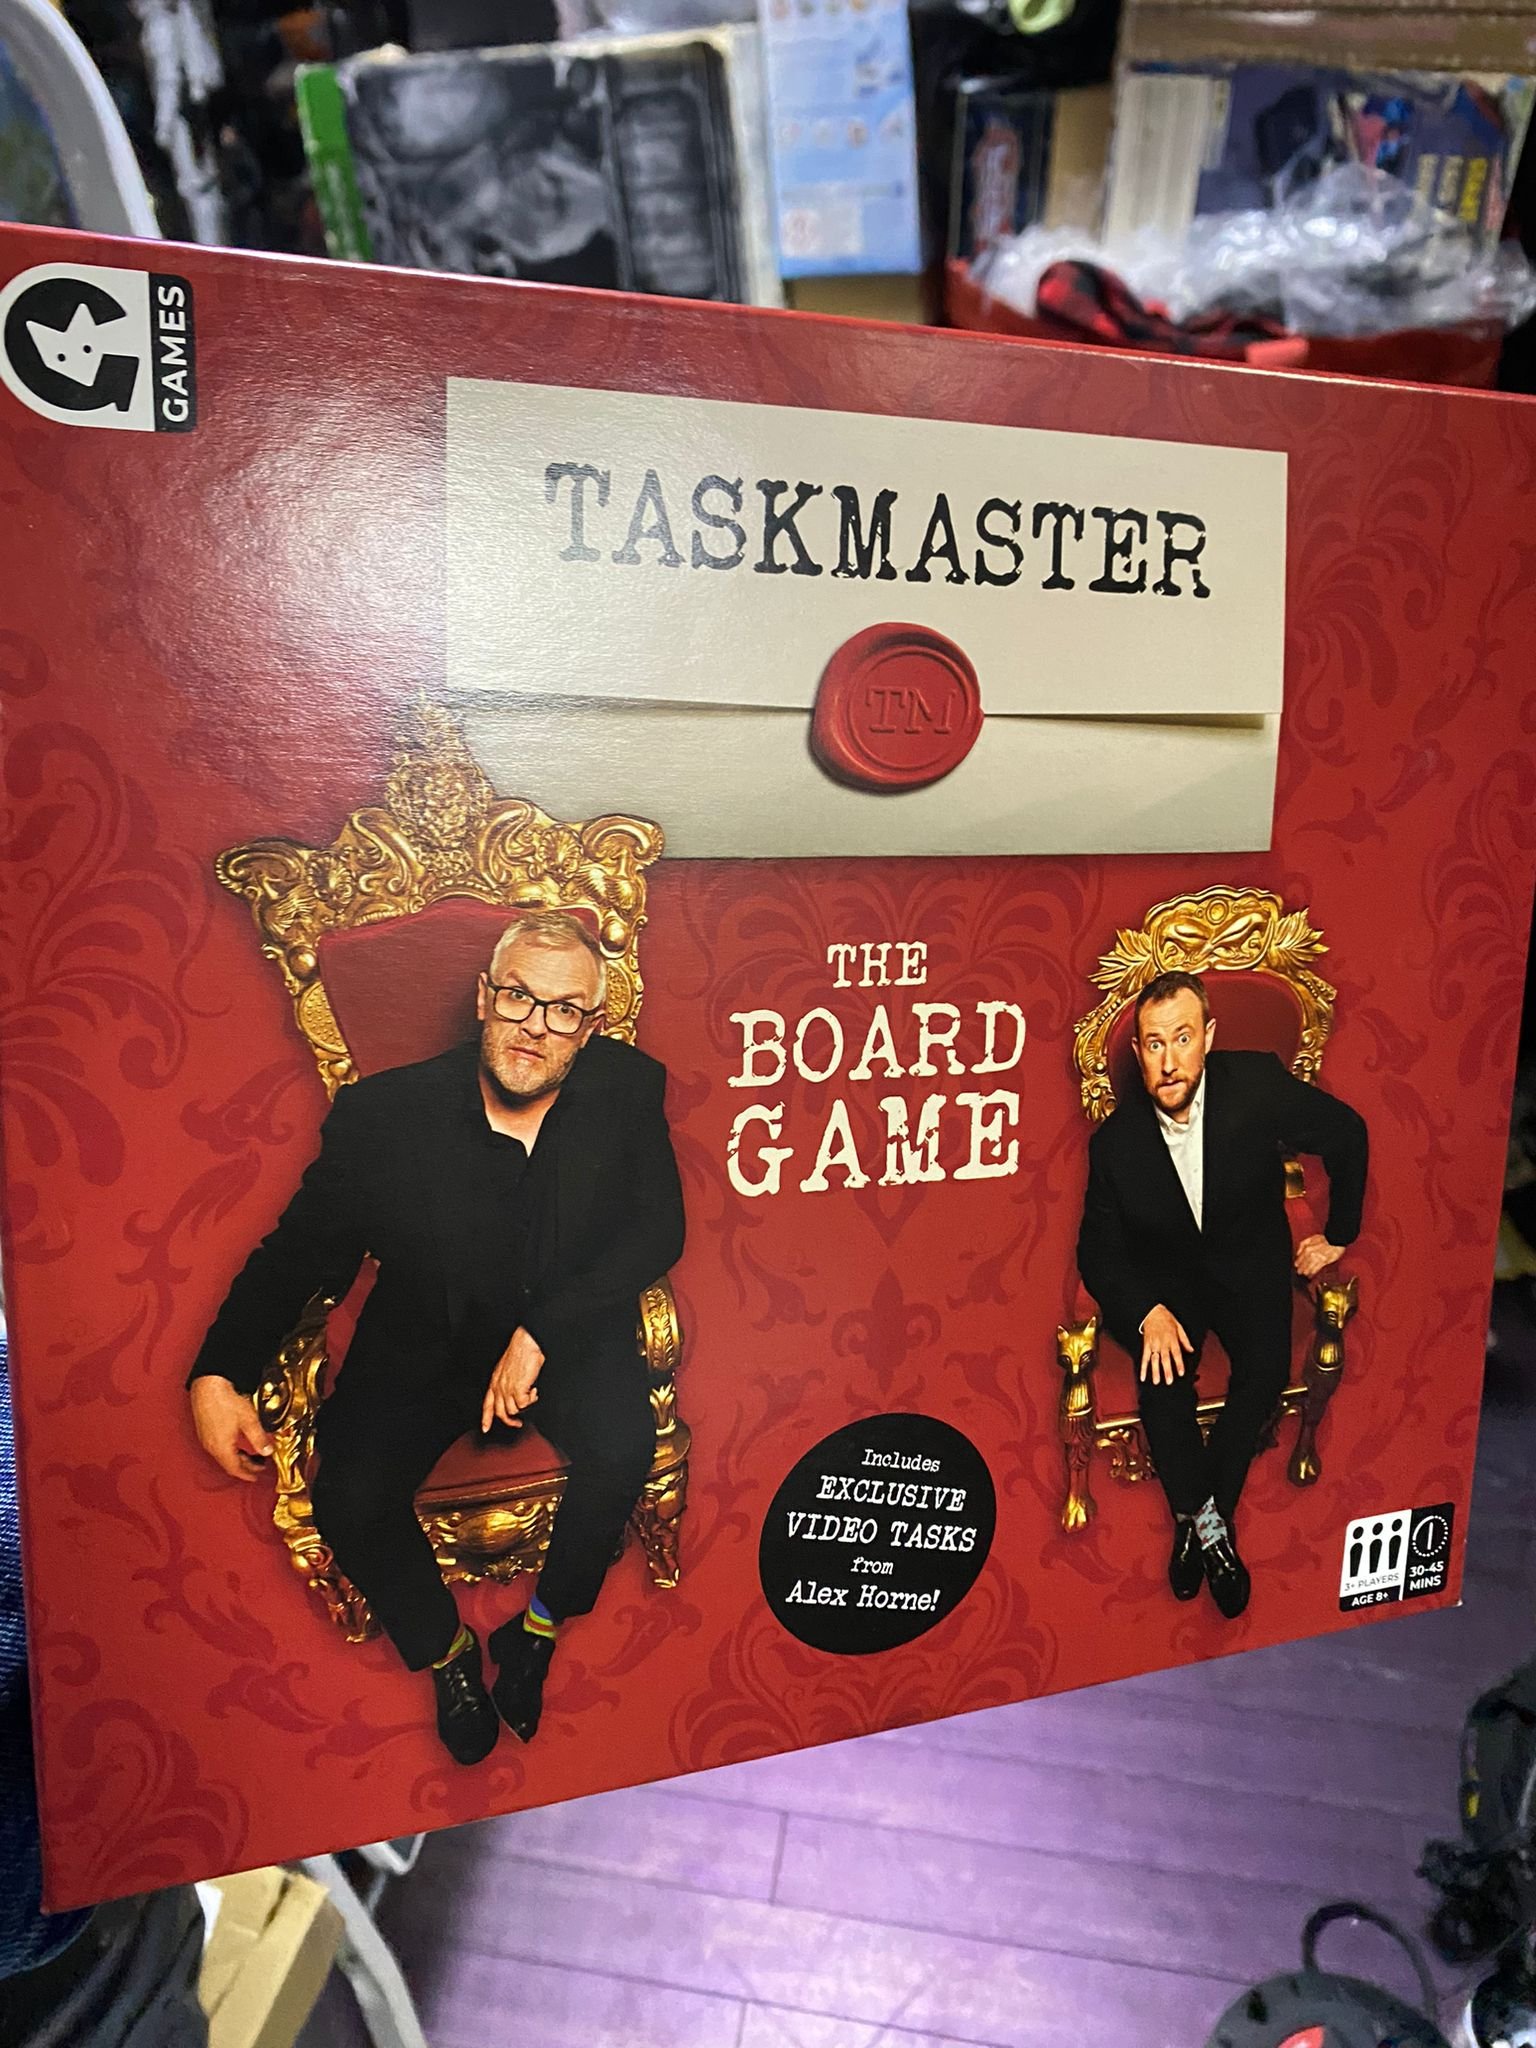 GAMES
TASKMASTER
TM
THE
BOARD
GAME
Includes
EXCLUSIVE
VIDEO TASKS
from
Alex Horne!
3+ PLAYERS
AGE 8+
30-45
MINS